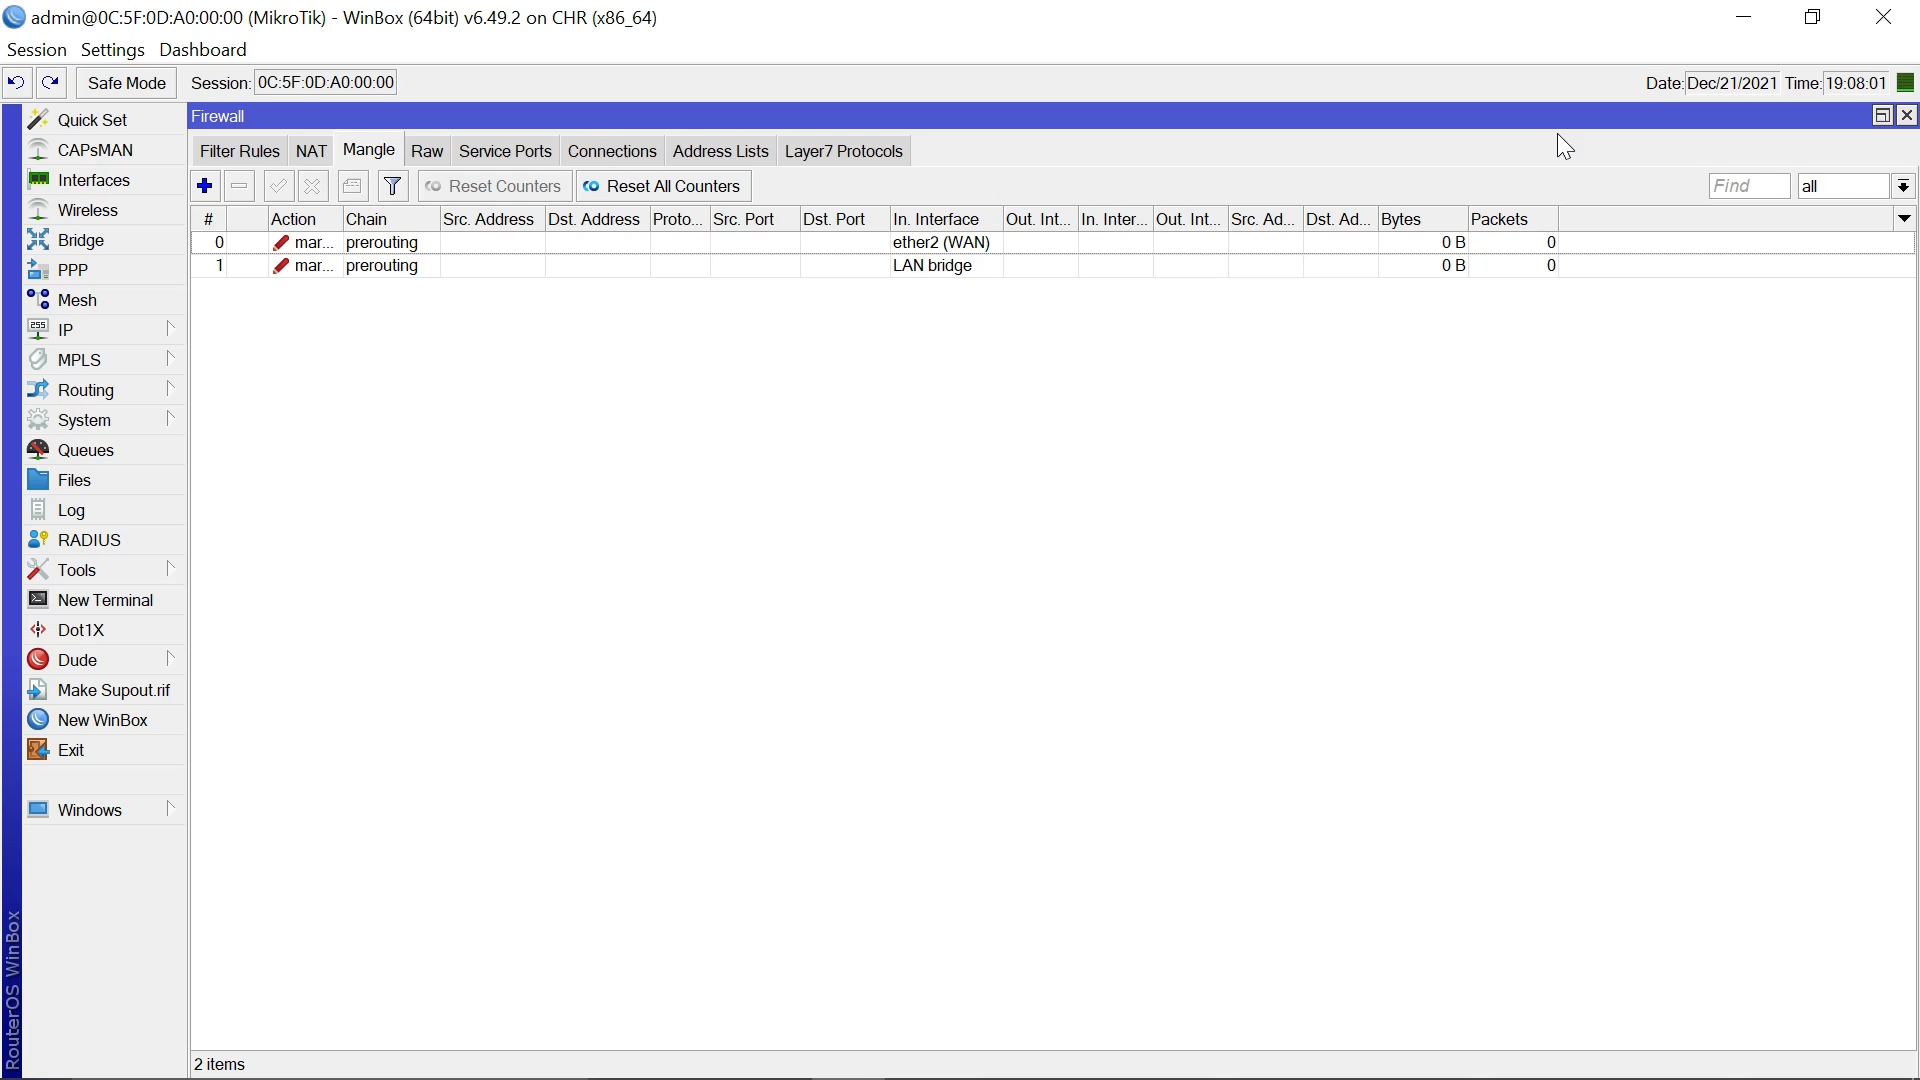 admin@0C:5F:0D:A0:00:00 (MikroTik) - WinBox (64bit) v6.49.2 on CHR (x86_64)
Session Settings Dashboard
Safe Mode Session: 0C:5F:0D:A0:00:00 Date: Dec/21/2021 Time: 19:08:01
Quick Set
CAPsMAN
Interfaces
Wireless
Bridge
PPP
Mesh
255 IP
MPLS
Routing
System
Queues
Files
Log
RADIUS
Tools
New Terminal
Dot1X
Dude
Make Supout.rif
New WinBox
Exit
Windows
RouterOS WinBox
Firewall
Filter Rules NAT Mangle Raw Service Ports Connections Address Lists Layer7 Protocols
Reset Counters Reset All Counters Find all
# Action Chain Src. Address Dst. Address Proto... Src. Port Dst. Port In. Interface Out. Int... In. Inter... Out. Int... Src. Ad... Dst. Ad... Bytes Packets
0 mar... prerouting ether2 (WAN) 0 B 0
1 mar... prerouting LAN bridge 0 B 0
2 items